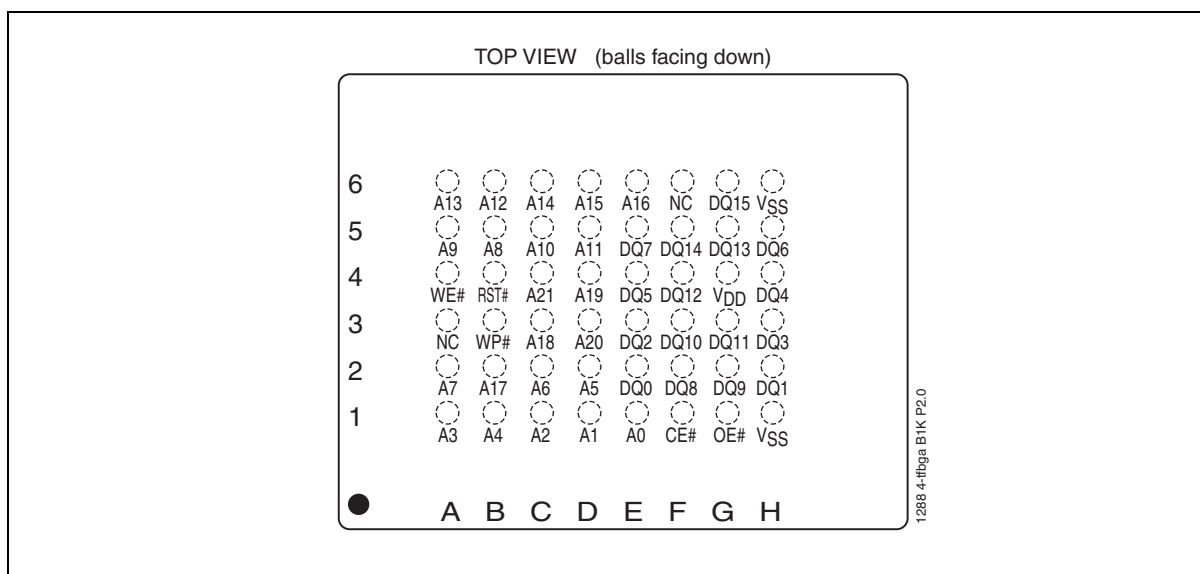 TOP VIEW (balls facing down)
6
A13 A12 A14 A15 A16 NC DQ15 VSS
5
A9 A8 A10 A11 DQ7 DQ14 DQ13 DQ6
4
WE# RST# A21 A19 DQ5 DQ12 VDD DQ4
3
NC WP# A18 A20 DQ2 DQ10 DQ11 DQ3
2
A7 A17 A6 A5 DQ0 DQ8 DQ9 DQ1
1
A3 A4 A2 A1 A0 CE# OE# VSS
A B C D E F G H
1288 4-tfbga B1K P2.0